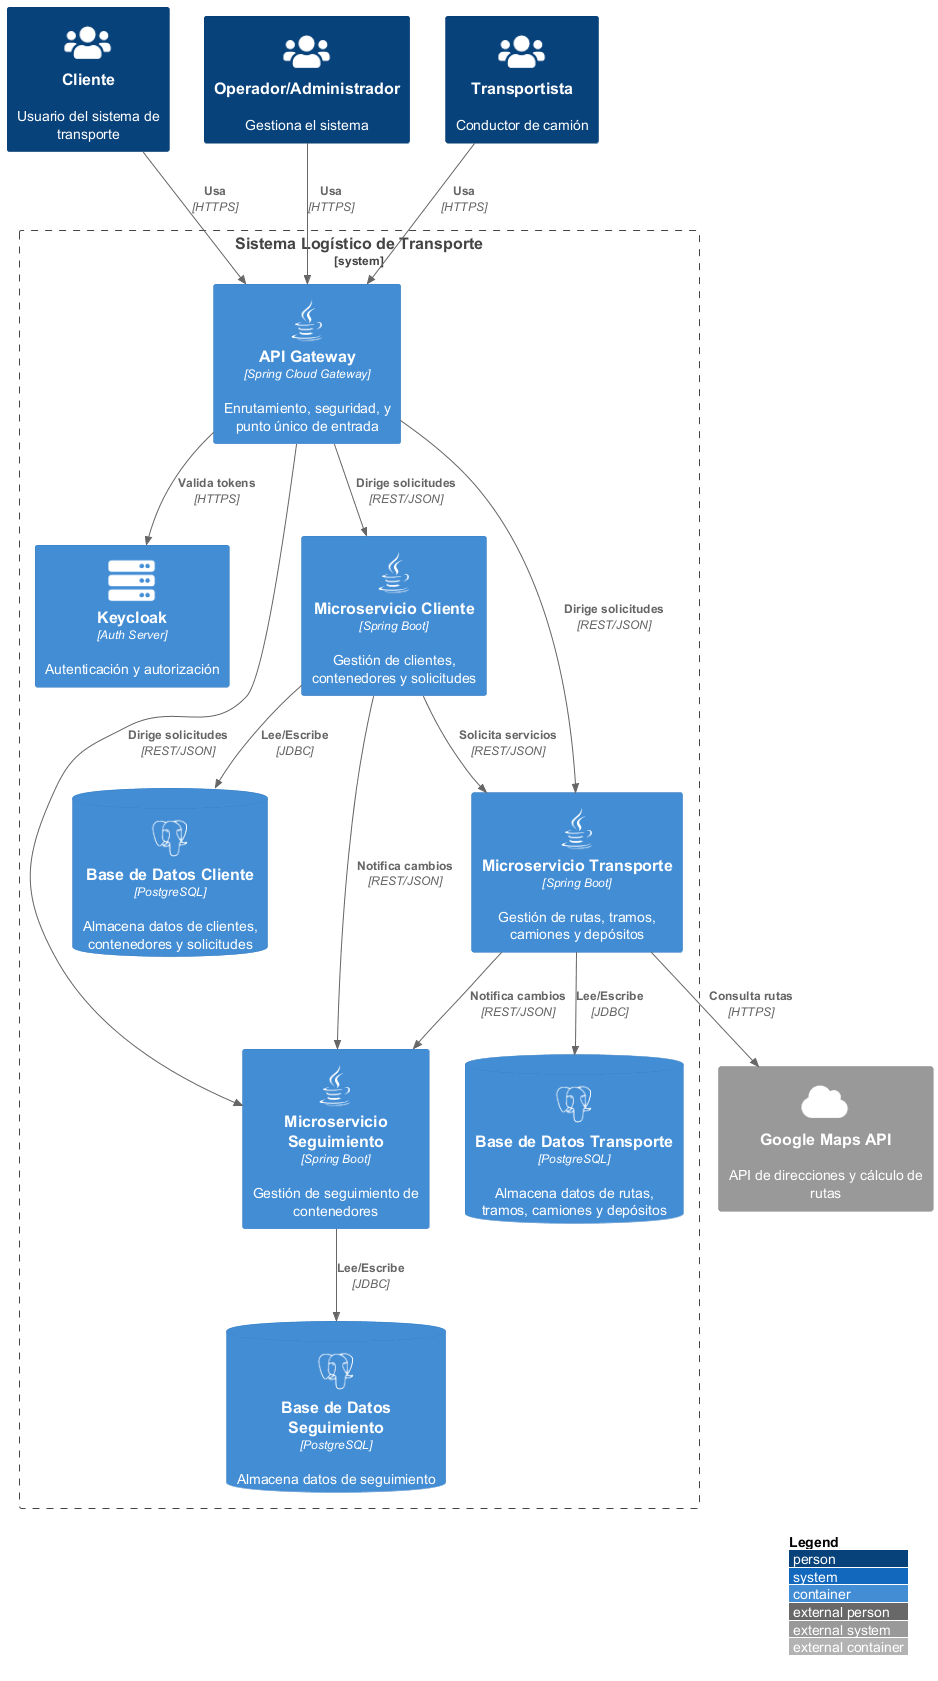 Cliente
Usuario del sistema de
transporte
Operador/Administrador
Gestiona el sistema
Transportista
Conductor de camión
Usa
[HTTPS]
Usa
[HTTPS]
Usa
[HTTPS]
Sistema Logístico de Transporte
[system]
API Gateway
[Spring Cloud Gateway]
Enrutamiento, seguridad, y
punto único de entrada
Valida tokens
[HTTPS]
Dirige solicitudes
[REST/JSON]
Keycloak
[Auth Server]
Autenticación y autorización
Microservicio Cliente
[Spring Boot]
Gestión de clientes,
contenedores y solicitudes
Dirige solicitudes
[REST/JSON]
Dirige solicitudes
[REST/JSON]
Lee/Escribe
[JDBC]
Solicita servicios
[REST/JSON]
Base de Datos Cliente
[PostgreSQL]
Almacena datos de clientes,
contenedores y solicitudes
Notifica cambios
[REST/JSON]
Microservicio Transporte
[Spring Boot]
Gestión de rutas, tramos,
camiones y depósitos
Notifica cambios
[REST/JSON]
Lee/Escribe
[JDBC]
Consulta rutas
[HTTPS]
Microservicio
Seguimiento
[Spring Boot]
Gestión de seguimiento de
contenedores
Base de Datos Transporte
[PostgreSQL]
Almacena datos de rutas,
tramos, camiones y depósitos
Google Maps API
API de direcciones y cálculo de
rutas
Lee/Escribe
[JDBC]
Base de Datos
Seguimiento
[PostgreSQL]
Almacena datos de seguimiento
Legend
person
system
container
external person
external system
external container